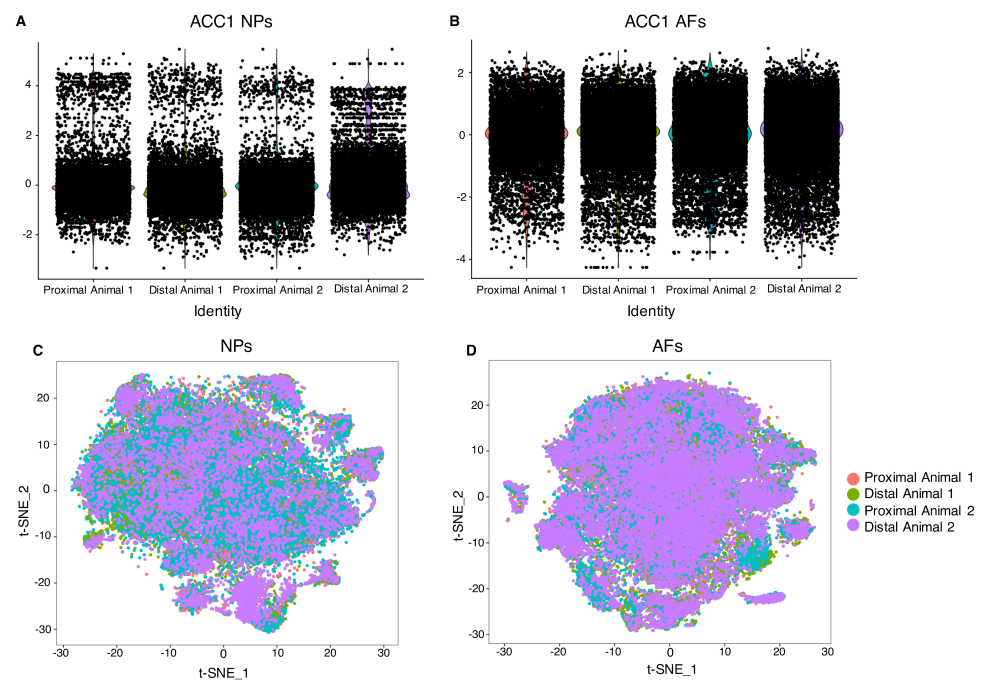 A
ACC1 NPs
4
2
0
-2
Proximal Animal 1
Distal Animal 1
Proximal Animal 2
Distal Animal 2
Identity
B
ACC1 AFs
2
0
-2
-4
Proximal Animal 1
Distal Animal 1
Proximal Animal 2
Distal Animal 2
Identity
C
NPs
t-SNE_2
20
10
0
-10
-20
-30
-30
-20
-10
0
10
20
30
t-SNE_1
D
AFs
t-SNE_2
20
10
0
-10
-20
-30
-30
-20
-10
0
10
20
30
t-SNE_1
Proximal Animal 1
Distal Animal 1
Proximal Animal 2
Distal Animal 2